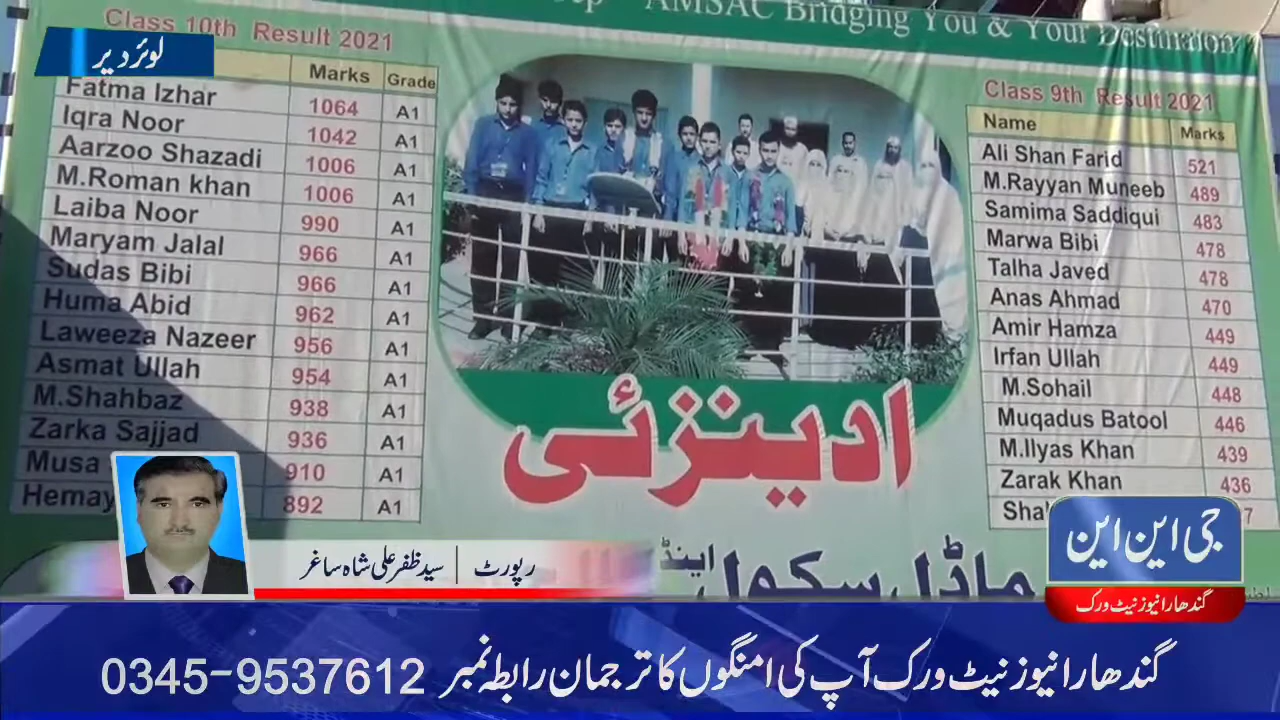 AMSAC Bridging You & Your Destination
لوئر دیر
Class 10th Result 2021
Marks Grade
Fatma Izhar 1064 A1
Iqra Noor 1042 A1
Aarzoo Shazadi 1006 A1
M.Roman khan 1006 A1
Laiba Noor 990 A1
Maryam Jalal 966 A1
Sudas Bibi 966 A1
Huma Abid 962 A1
Laweeza Nazeer 956 A1
Asmat Ullah 954 A1
M.Shahbaz 938 A1
Zarka Sajjad 936 A1
Musa 910 A1
892 A1
Class 9th Result 2021
Name Marks
Ali Shan Farid 521
M.Rayyan Muneeb 489
Samima Saddiqui 483
Marwa Bibi 478
Talha Javed 478
Anas Ahmad 470
Amir Hamza 449
Irfan Ullah 449
M.Sohail 448
Muqadus Batool 446
M.Ilyas Khan 439
Zarak Khan 436
ادینزئی
ماڈل سکول اینڈ
رپورٹ | سید ظفر علی شاہ ساغر
جی این این
گندھارا نیوز نیٹ ورک
گندھارا نیوز نیٹ ورک آپ کی امنگوں کا ترجمان رابطہ نمبر 0345-9537612